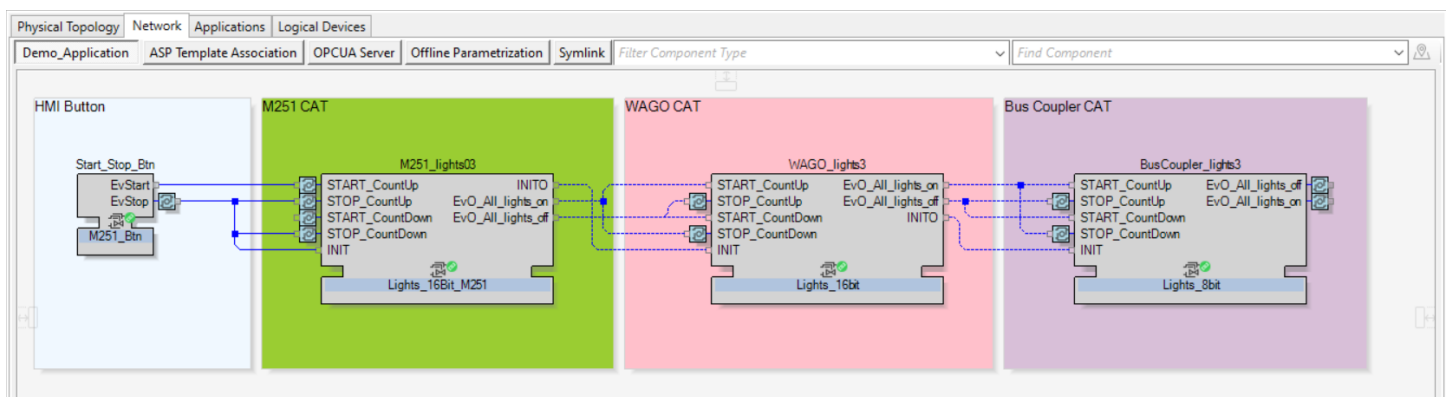 Physical Topology Network Applications Logical Devices
Demo_Application ASP Template Association OPCUA Server Offline Parametrization Symlink Filter Component Type Find Component
HMI Button
Start_Stop_Btn
EvStart
EvStop
M251_Btn
M251 CAT
M251_lights03
START_CountUp INITO
STOP_CountUp EvO_All_lights_on
START_CountDown EvO_All_lights_off
STOP_CountDown
INIT
Lights_16Bit_M251
WAGO CAT
WAGO_lights3
START_CountUp EvO_All_lights_on
STOP_CountUp EvO_All_lights_off
START_CountDown INITO
STOP_CountDown
INIT
Lights_16bit
Bus Coupler CAT
BusCoupler_lights3
START_CountUp EvO_All_lights_off
STOP_CountUp EvO_All_lights_on
START_CountDown
STOP_CountDown
INIT
Lights_8bit